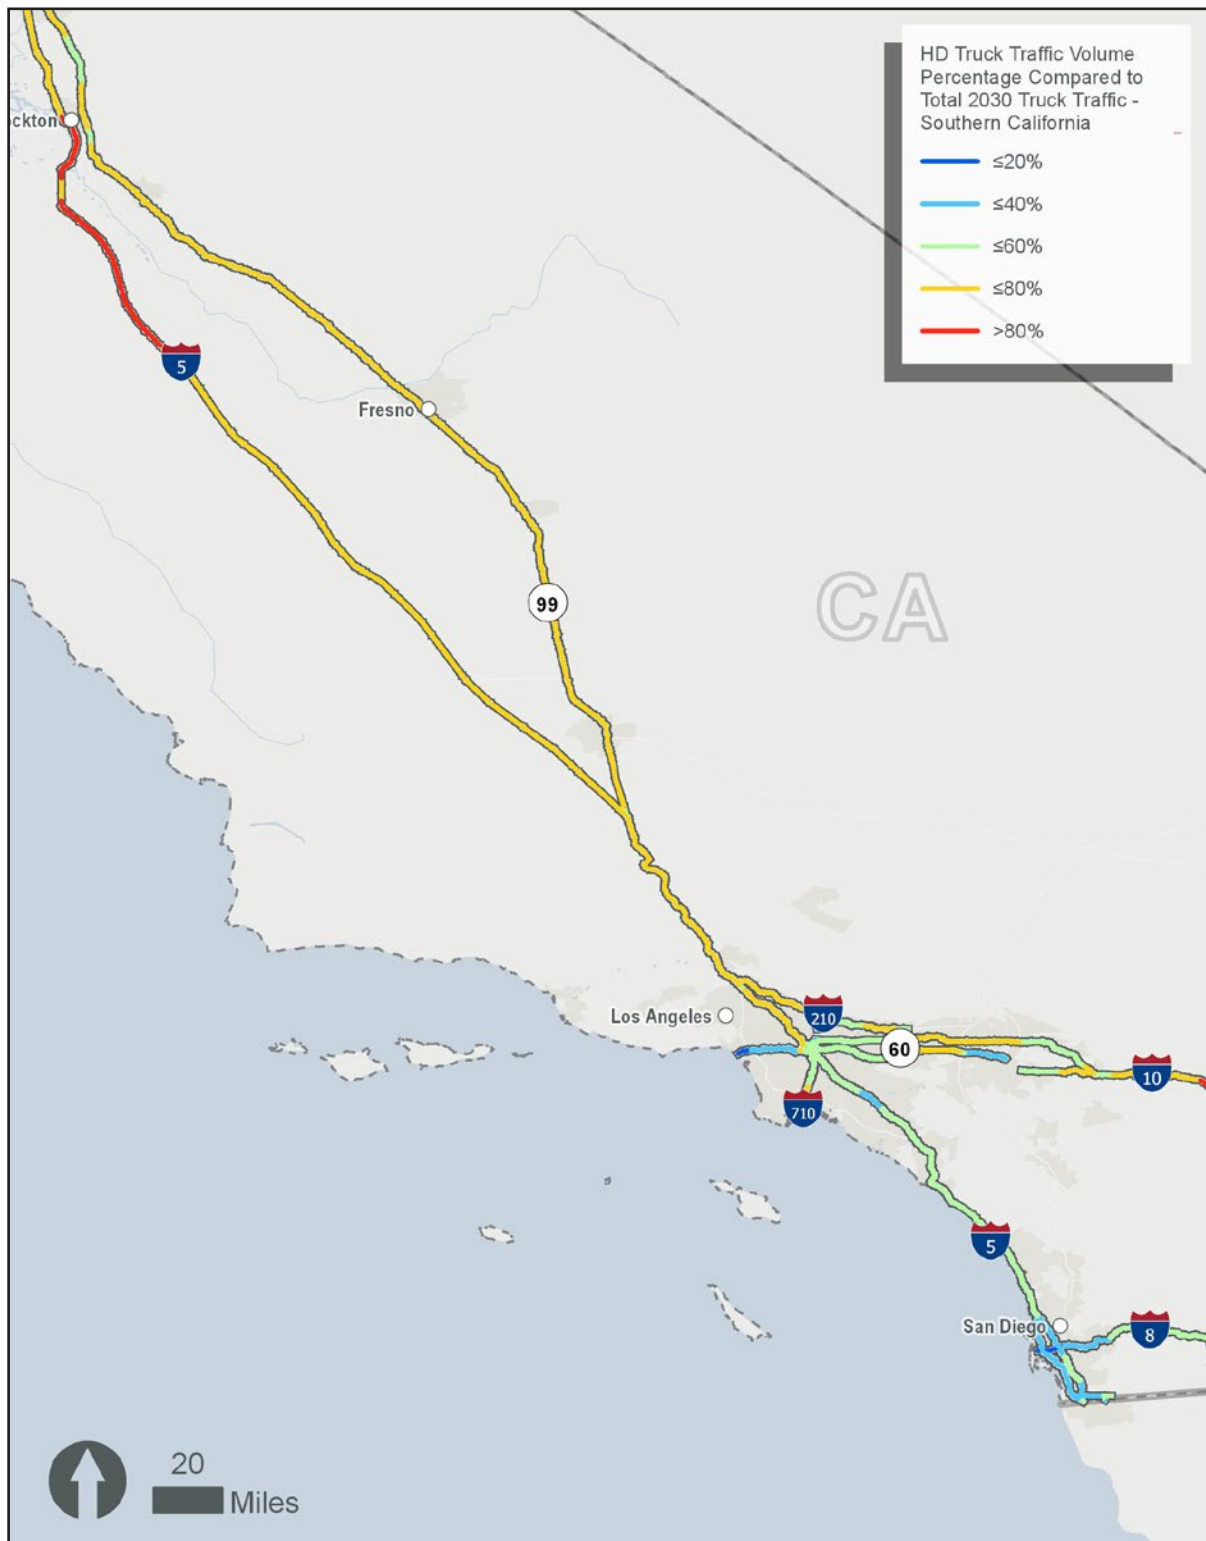 HD Truck Traffic Volume
Percentage Compared to
Total 2030 Truck Traffic -
Southern California
≤20%
≤40%
≤60%
≤80%
>80%
ckton
5
Fresno
99
CA
Los Angeles
210
60
10
710
5
San Diego
8
20
Miles